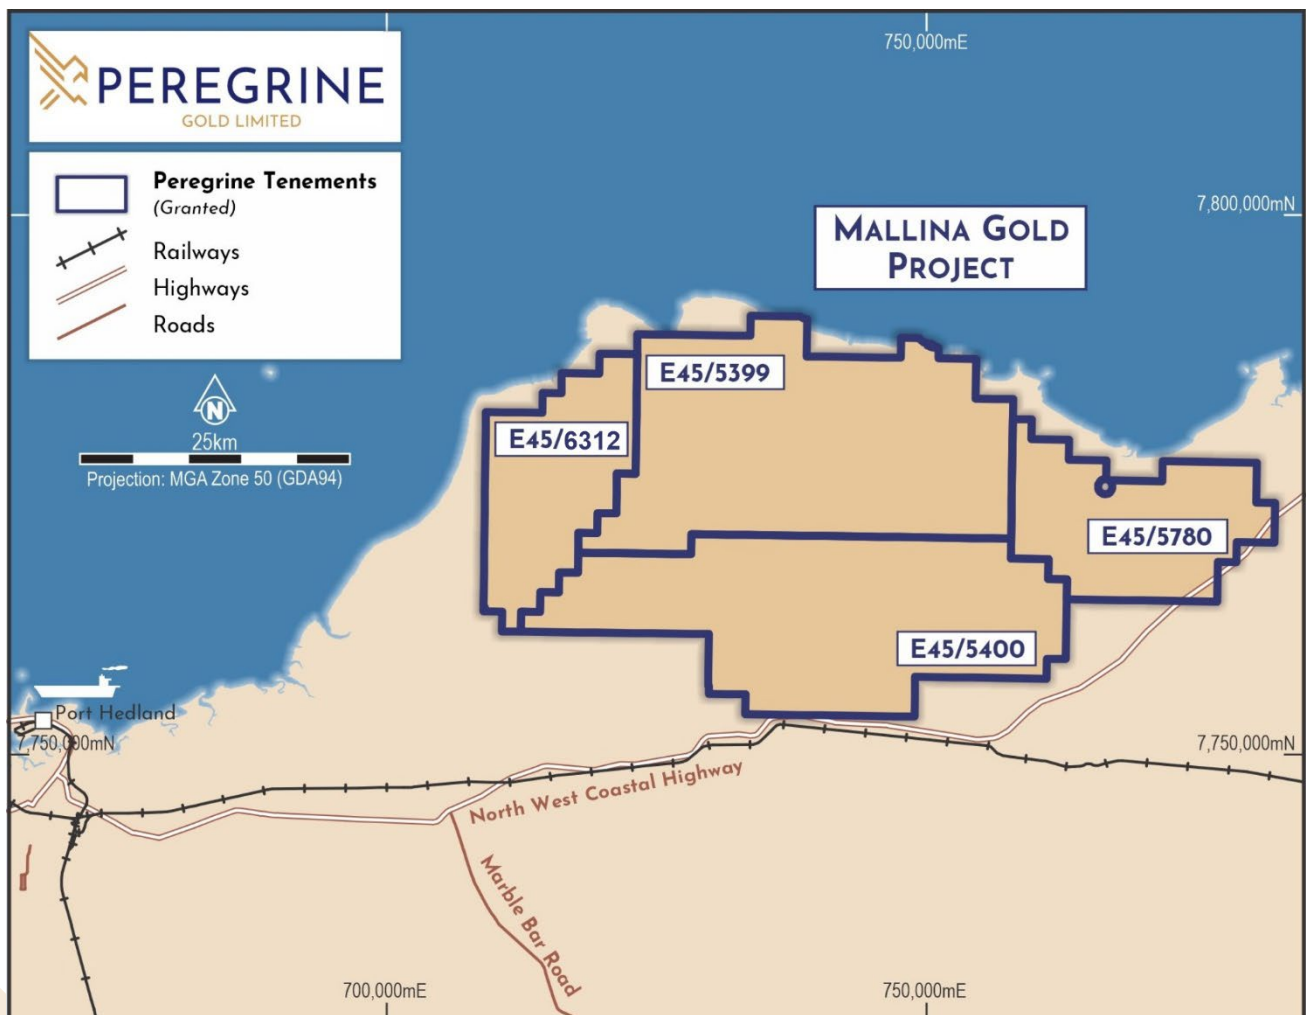 PEREGRINE
GOLD LIMITED
750,000mE
Peregrine Tenements
(Granted)
Railways
Highways
Roads
7,800,000mN
MALLINA GOLD
PROJECT
N
25km
Projection: MGA Zone 50 (GDA94)
E45/5399
E45/6312
E45/5780
E45/5400
Port Hedland
7,750,000mN
7,750,000mN
North West Coastal Highway
Marble Bar Road
700,000mE
750,000mE